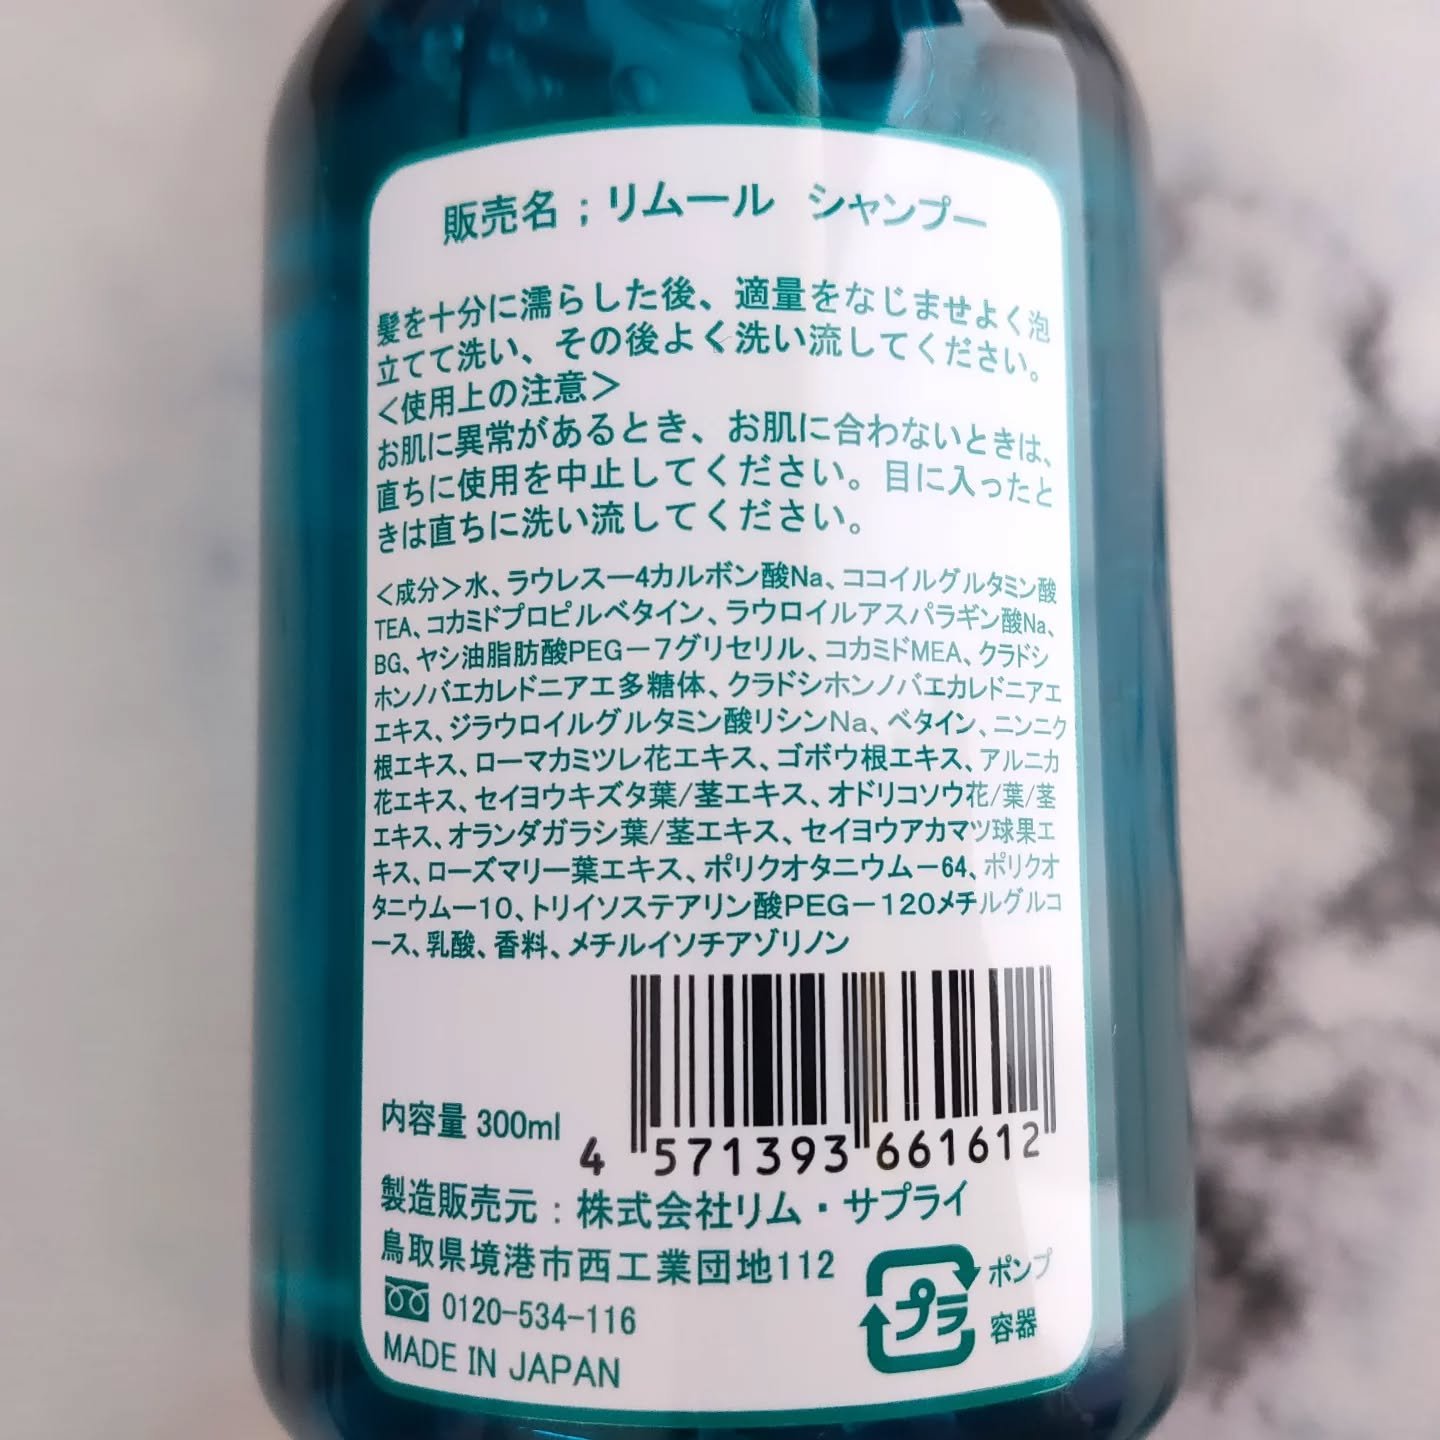 販売名；リムール シャンプー
髪を十分に濡らした後、適量をなじませよく泡
立てて洗い、その後よく洗い流してください。
＜使用上の注意＞
お肌に異常があるとき、お肌に合わないときは、
直ちに使用を中止してください。目に入ったと
きは直ちに洗い流してください。
＜成分＞水、ラウレス－4カルボン酸Na、ココイルグルタミン酸
TEA、コカミドプロピルベタイン、ラウロイルアスパラギン酸Na、
BG、ヤシ油脂肪酸PEG－7グリセリル、コカミドMEA、クラドシ
ホンノバエカレドニアエ多糖体、クラドシホンノバエカレドニアエ
エキス、ジラウロイルグルタミン酸リシンNa、ベタイン、ニンニク
根エキス、ローマカミツレ花エキス、ゴボウ根エキス、アルニカ
花エキス、セイヨウキズタ葉/茎エキス、オドリコソウ花/葉/茎
エキス、オランダガラシ葉/茎エキス、セイヨウアカマツ球果エ
キス、ローズマリー葉エキス、ポリクオタニウム－64、ポリクオ
タニウム－10、トリイソステアリン酸PEG－120メチルグルコ
ース、乳酸、香料、メチルイソチアゾリノン
内容量 300ml
4 571393 661612
製造販売元：株式会社リム・サプライ
鳥取県境港市西工業団地112
0120-534-116
MADE IN JAPAN
プラ
ポンプ
容器